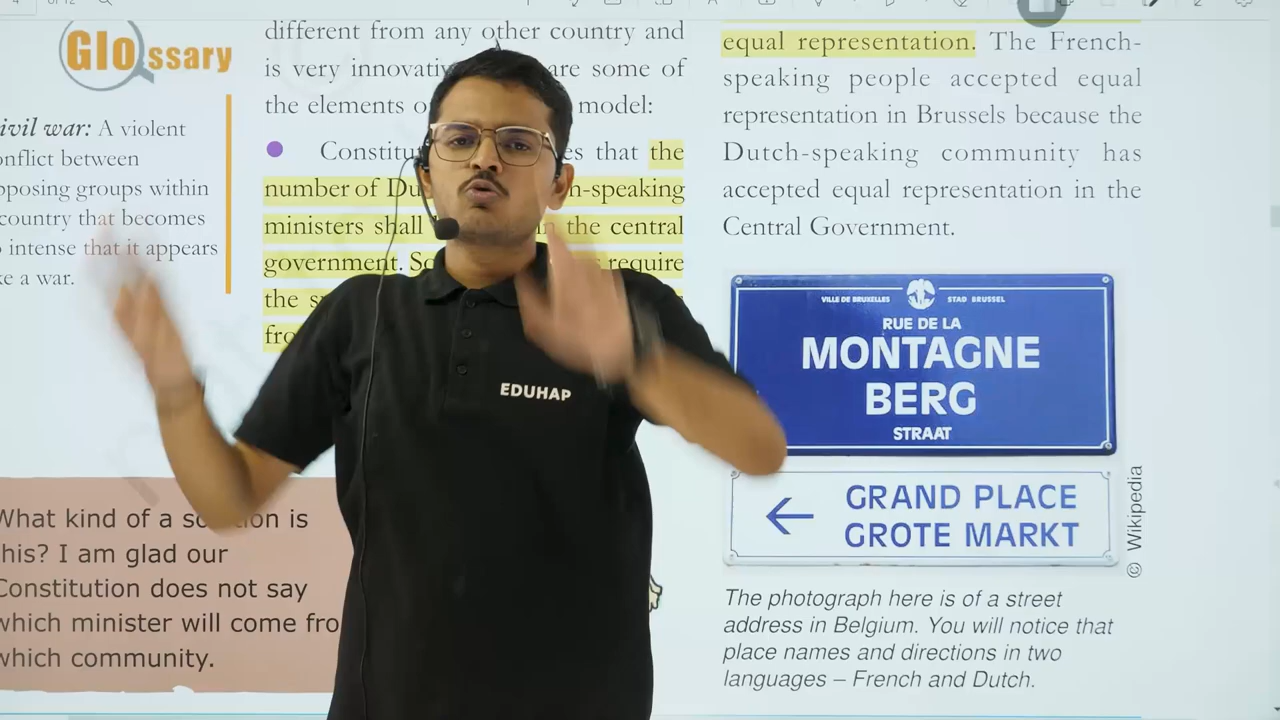 Glossary
ivil war: A violent
onflict between
pposing groups within
country that becomes
intense that it appears
ke a war.
What kind of a solution is
his? I am glad our
Constitution does not say
which minister will come fro
which community.
different from any other country and
is very innovativ are some of
the elements o model:
Constitu es that the
number of Du h-speaking
ministers shall in the central
government. So require
the s
fro
EDUHAP
equal representation. The French-
speaking people accepted equal
representation in Brussels because the
Dutch-speaking community has
accepted equal representation in the
Central Government.
VILLE DE BRUXELLES STAD BRUSSEL
RUE DE LA
MONTAGNE
BERG
STRAAT
GRAND PLACE
GROTE MARKT
© Wikipedia
The photograph here is of a street
address in Belgium. You will notice that
place names and directions in two
languages – French and Dutch.